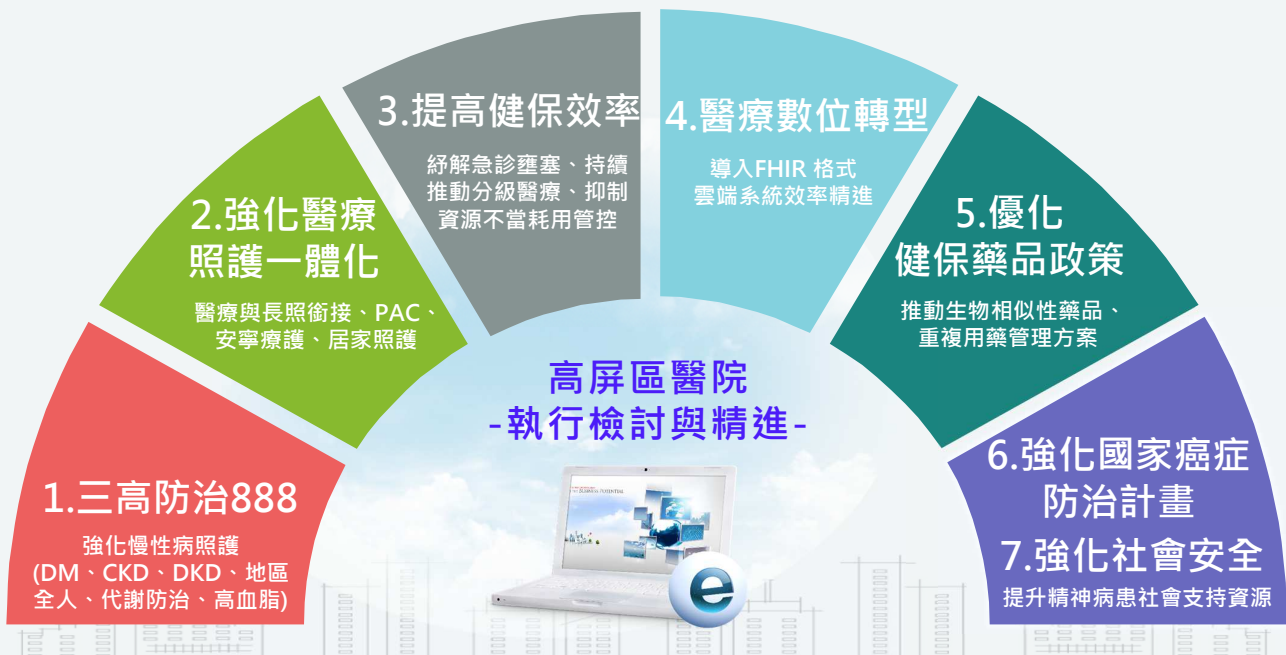 1.三高防治888
強化慢性病照護
(DM、CKD、DKD、地區
全人、代謝防治、高血脂)
2.強化醫療
照護一體化
醫療與長照銜接、PAC、
安寧療護、居家照護
3.提高健保效率
紓解急診壅塞、持續
推動分級醫療、抑制
資源不當耗用管控
4.醫療數位轉型
導入FHIR 格式
雲端系統效率精進
5.優化
健保藥品政策
推動生物相似性藥品、
重複用藥管理方案
6.強化國家癌症
防治計畫
7.強化社會安全
提升精神病患社會支持資源
高屏區醫院
-執行檢討與精進-
e